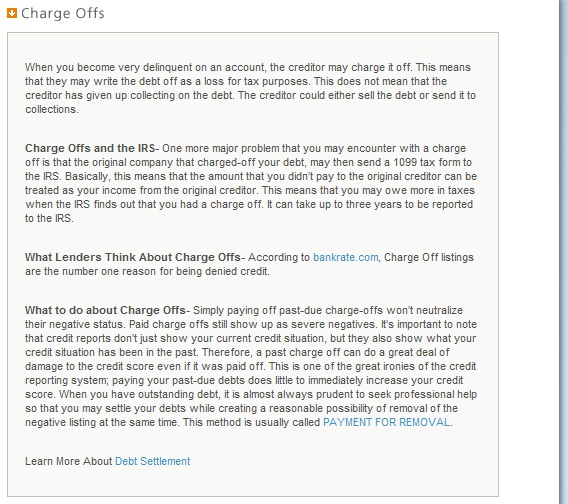 Charge Offs
When you become very delinquent on an account, the creditor may charge it off. This means
that they may write the debt off as a loss for tax purposes. This does not mean that the
creditor has given up collecting on the debt. The creditor could either sell the debt or send it to
collections.
Charge Offs and the IRS- One more major problem that you may encounter with a charge
off is that the original company that charged-off your debt, may then send a 1099 tax form to
the IRS. Basically, this means that the amount that you didn't pay to the original creditor can be
treated as your income from the original creditor. This means that you may owe more in taxes
when the IRS finds out that you had a charge off. It can take up to three years to be reported
to the IRS.
What Lenders Think About Charge Offs- According to bankrate.com, Charge Off listings
are the number one reason for being denied credit.
What to do about Charge Offs- Simply paying off past-due charge-offs won't neutralize
their negative status. Paid charge offs still show up as severe negatives. It's important to note
that credit reports don't just show your current credit situation, but they also show what your
credit situation has been in the past. Therefore, a past charge off can do a great deal of
damage to the credit score even if it was paid off. This is one of the great ironies of the credit
reporting system; paying your past-due debts does little to immediately increase your credit
score. When you have outstanding debt, it is almost always prudent to seek professional help
so that you may settle your debts while creating a reasonable possibility of removal of the
negative listing at the same time. This method is usually called PAYMENT FOR REMOVAL.
Learn More About Debt Settlement